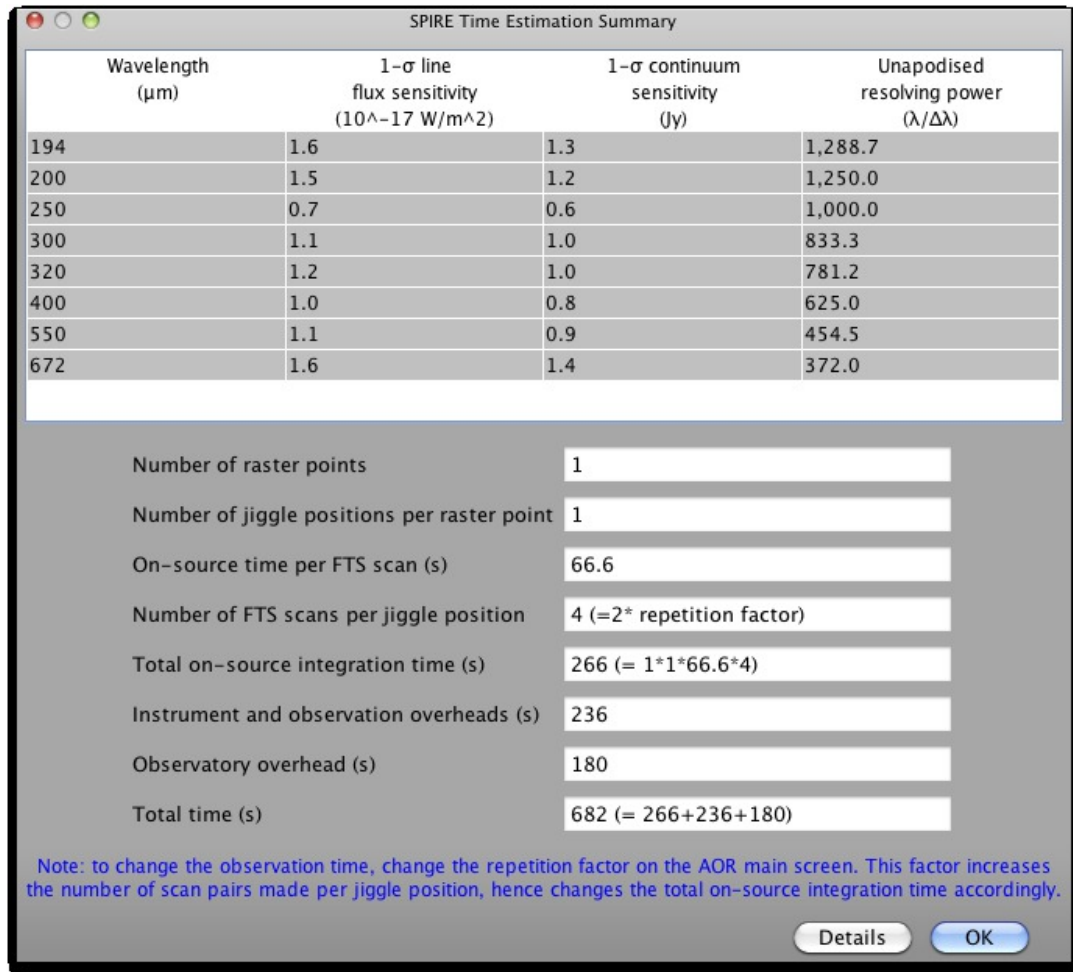 SPIRE Time Estimation Summary
Wavelength 1-σ line 1-σ continuum Unapodised
(μm) flux sensitivity sensitivity resolving power
(10^-17 W/m^2) (Jy) (λ/Δλ)
194 1.6 1.3 1,288.7
200 1.5 1.2 1,250.0
250 0.7 0.6 1,000.0
300 1.1 1.0 833.3
320 1.2 1.0 781.2
400 1.0 0.8 625.0
550 1.1 0.9 454.5
672 1.6 1.4 372.0
Number of raster points 1
Number of jiggle positions per raster point 1
On-source time per FTS scan (s) 66.6
Number of FTS scans per jiggle position 4 (=2* repetition factor)
Total on-source integration time (s) 266 (= 1*1*66.6*4)
Instrument and observation overheads (s) 236
Observatory overhead (s) 180
Total time (s) 682 (= 266+236+180)
Note: to change the observation time, change the repetition factor on the AOR main screen. This factor increases
the number of scan pairs made per jiggle position, hence changes the total on-source integration time accordingly.
Details OK